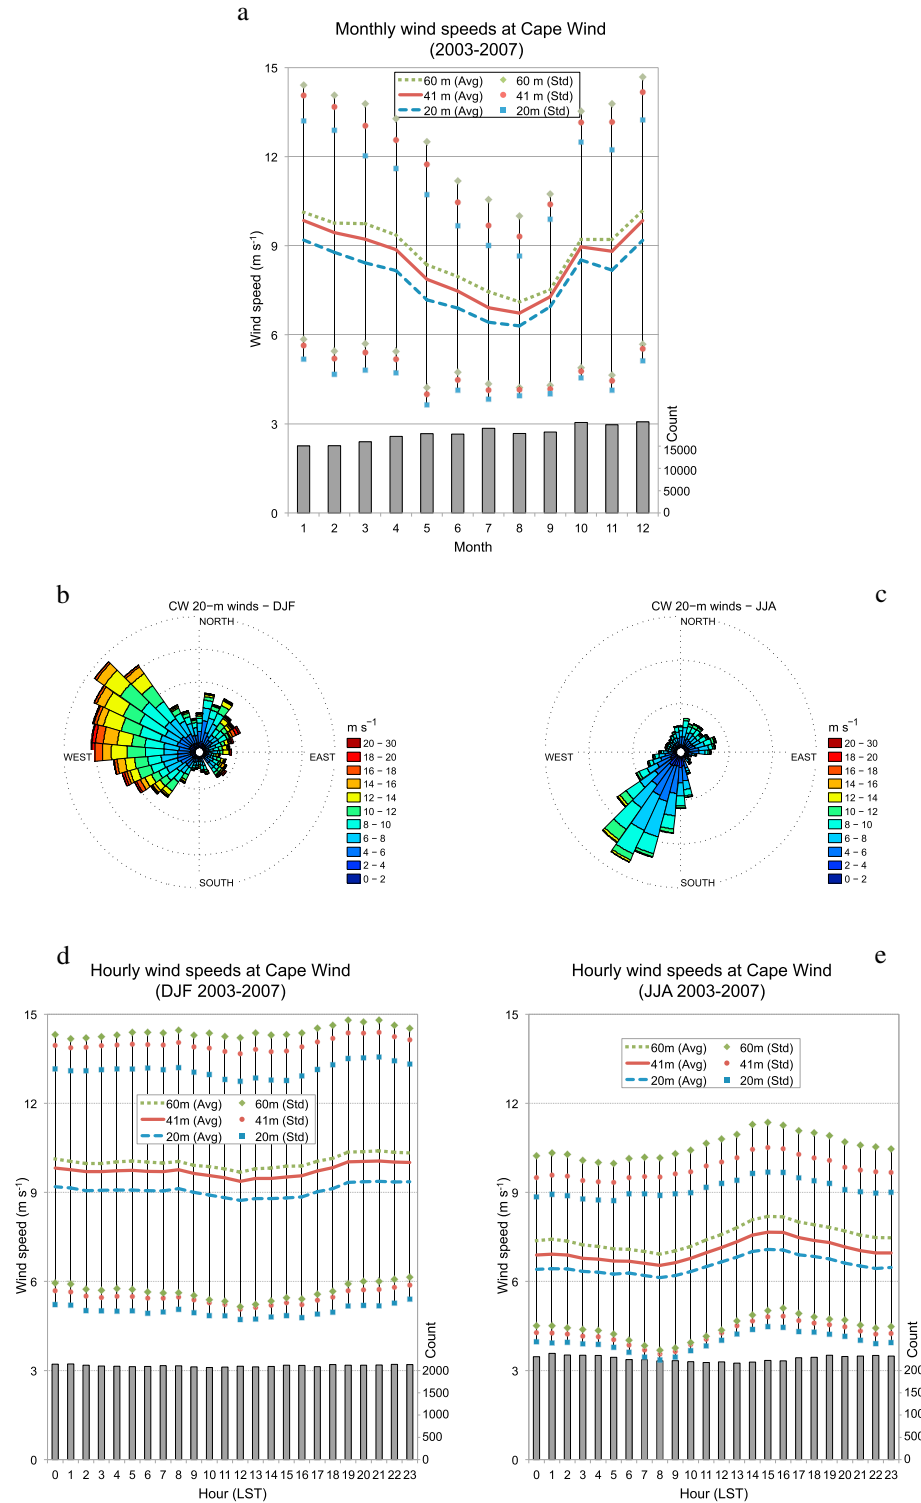 a
Monthly wind speeds at Cape Wind
(2003-2007)
15
12
9
6
3
0
Wind speed (m s⁻¹)
60 m (Avg)
60 m (Std)
41 m (Avg)
41 m (Std)
20 m (Avg)
20m (Std)
Count
15000
10000
5000
0
1 2 3 4 5 6 7 8 9 10 11 12
Month
b
CW 20−m winds − DJF
NORTH
WEST
EAST
SOUTH
m s⁻¹
20 − 30
18 − 20
16 − 18
14 − 16
12 − 14
10 − 12
8 − 10
6 − 8
4 − 6
2 − 4
0 − 2
c
CW 20−m winds − JJA
NORTH
WEST
EAST
SOUTH
m s⁻¹
20 − 30
18 − 20
16 − 18
14 − 16
12 − 14
10 − 12
8 − 10
6 − 8
4 − 6
2 − 4
0 − 2
d
Hourly wind speeds at Cape Wind
(DJF 2003-2007)
15
12
9
6
3
0
Wind speed (m s⁻¹)
60m (Avg)
60m (Std)
41m (Avg)
41m (Std)
20m (Avg)
20m (Std)
Count
2000
1500
1000
500
0
0 1 2 3 4 5 6 7 8 9 10 11 12 13 14 15 16 17 18 19 20 21 22 23
Hour (LST)
e
Hourly wind speeds at Cape Wind
(JJA 2003-2007)
15
12
9
6
3
0
Wind speed (m s⁻¹)
60m (Avg)
60m (Std)
41m (Avg)
41m (Std)
20m (Avg)
20m (Std)
Count
500
0
0 1 2 3 4 5 6 7 8 9 10 11 12 13 14 15 16 17 18 19 20 21 22 23
Hour (LST)